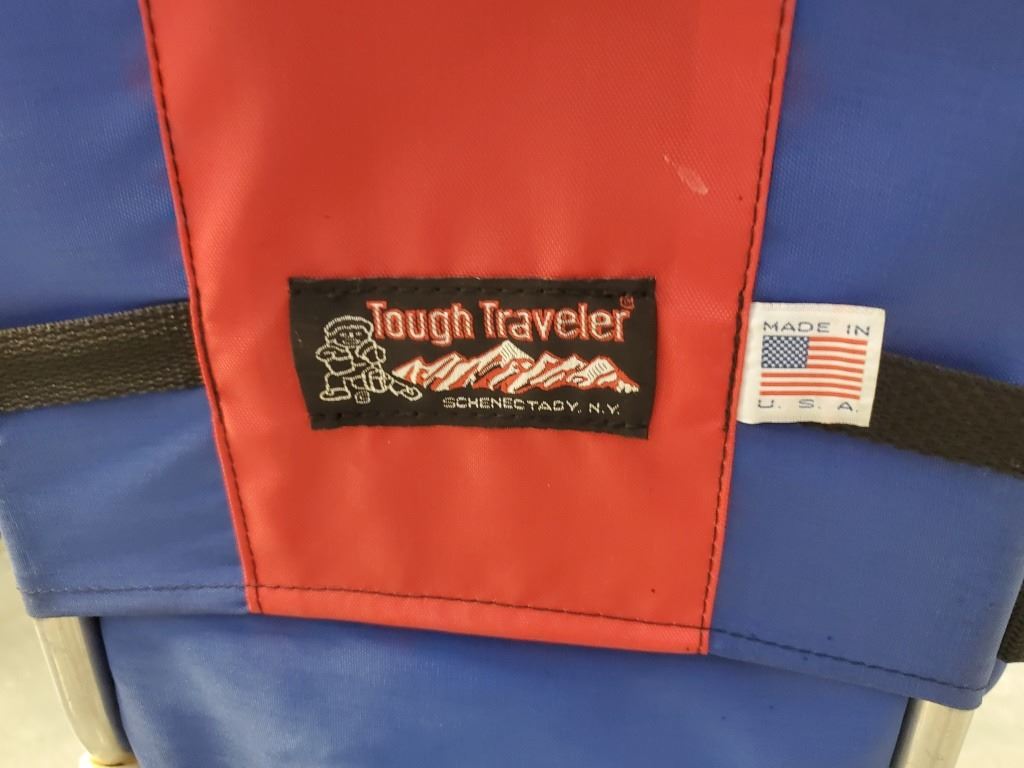 Tough Traveler®
SCHENECTADY, N.Y.
MADE IN
U. S. A.